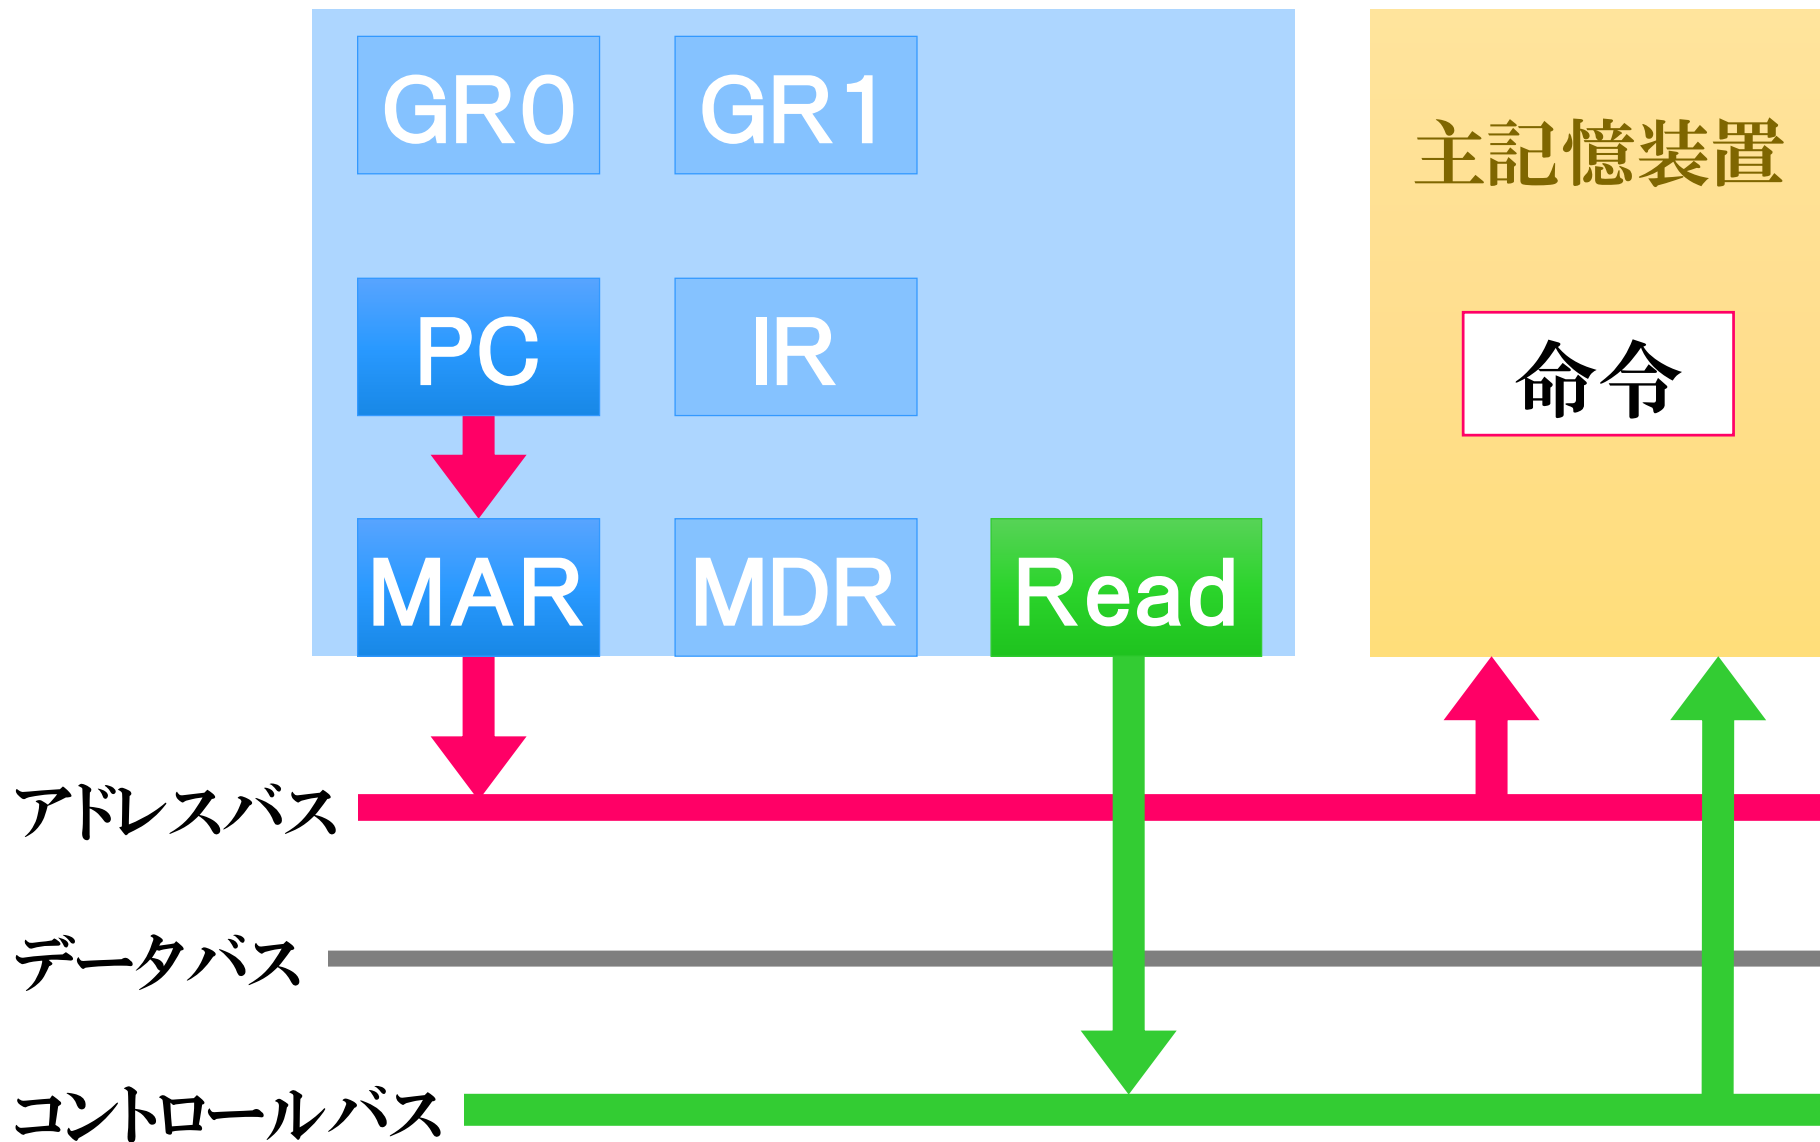 GR0
GR1
主記憶装置
PC
IR
命令
MAR
MDR
Read
アドレスバス
データバス
コントロールバス